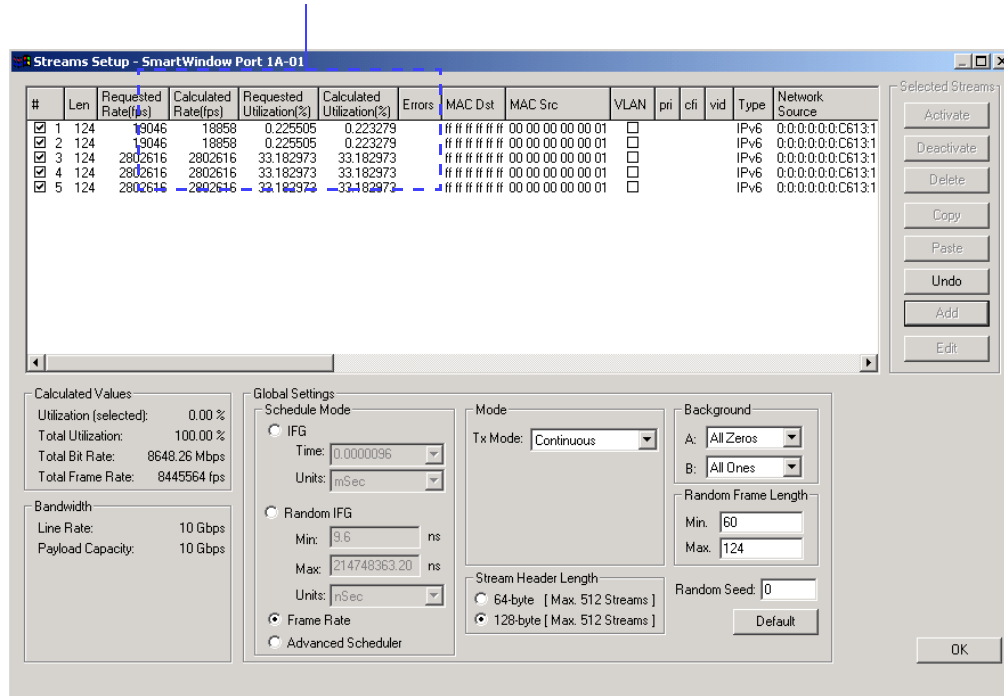 Streams Setup - SmartWindow Port 1A-01
# Len Requested Rate(fps) Calculated Rate(fps) Requested Utilization(%) Calculated Utilization(%) Errors MAC Dst MAC Src VLAN pri cfi vid Type Network Source
1 124 19046 18858 0.225505 0.223279 ff ff ff ff ff ff 00 00 00 00 00 01 IPv6 0:0:0:0:0:0:C613:1
2 124 19046 18858 0.225505 0.223279 ff ff ff ff ff ff 00 00 00 00 00 01 IPv6 0:0:0:0:0:0:C613:1
3 124 2802616 2802616 33.182973 33.182973 ff ff ff ff ff ff 00 00 00 00 00 01 IPv6 0:0:0:0:0:0:C613:1
4 124 2802616 2802616 33.182973 33.182973 ff ff ff ff ff ff 00 00 00 00 00 01 IPv6 0:0:0:0:0:0:C613:1
5 124 2802616 2802616 33.182973 33.182973 ff ff ff ff ff ff 00 00 00 00 00 01 IPv6 0:0:0:0:0:0:C613:1
Selected Streams
Activate
Deactivate
Delete
Copy
Paste
Undo
Add
Edit
Calculated Values
Utilization (selected): 0.00 %
Total Utilization: 100.00 %
Total Bit Rate: 8648.26 Mbps
Total Frame Rate: 8445564 fps
Bandwidth
Line Rate: 10 Gbps
Payload Capacity: 10 Gbps
Global Settings
Schedule Mode
IFG
Time: 0.0000096
Units: mSec
Random IFG
Min: 9.6 ns
Max: 214748363.20 ns
Units: nSec
Frame Rate
Advanced Scheduler
Mode
Tx Mode: Continuous
Stream Header Length
64-byte [ Max. 512 Streams ]
128-byte [ Max. 512 Streams ]
Background
A: All Zeros
B: All Ones
Random Frame Length
Min. 60
Max. 124
Random Seed: 0
Default
OK